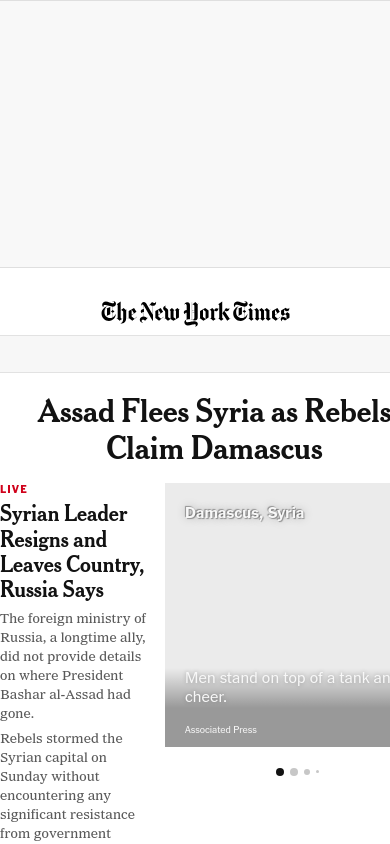 The New York Times
Assad Flees Syria as Rebels
Claim Damascus
LIVE
Syrian Leader
Resigns and
Leaves Country,
Russia Says
The foreign ministry of
Russia, a longtime ally,
did not provide details
on where President
Bashar al-Assad had
gone.
Rebels stormed the
Syrian capital on
Sunday without
encountering any
significant resistance
from government
Damascus, Syria
Men stand on top of a tank an
cheer.
Associated Press